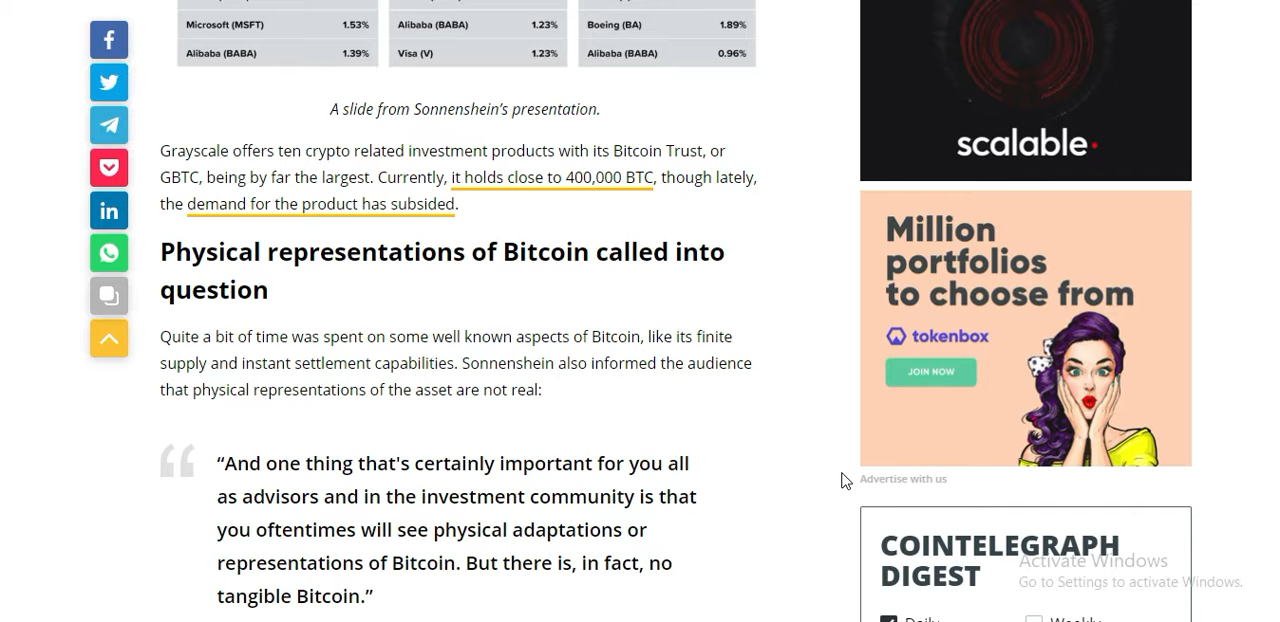 Microsoft (MSFT) 1.53% Alibaba (BABA) 1.23% Boeing (BA) 1.89%
Alibaba (BABA) 1.39% Visa (V) 1.23% Alibaba (BABA) 0.96%
A slide from Sonnenshein’s presentation.
Grayscale offers ten crypto related investment products with its Bitcoin Trust, or
GBTC, being by far the largest. Currently, it holds close to 400,000 BTC, though lately,
the demand for the product has subsided.
Physical representations of Bitcoin called into
question
Quite a bit of time was spent on some well known aspects of Bitcoin, like its finite
supply and instant settlement capabilities. Sonnenshein also informed the audience
that physical representations of the asset are not real:
“And one thing that's certainly important for you all
as advisors and in the investment community is that
you oftentimes will see physical adaptations or
representations of Bitcoin. But there is, in fact, no
tangible Bitcoin.”
scalable
Million
portfolios
to choose from
tokenbox
JOIN NOW
Advertise with us
COINTELEGRAPH
DIGEST
Daily Weekly
Activate Windows
Go to Settings to activate Windows.